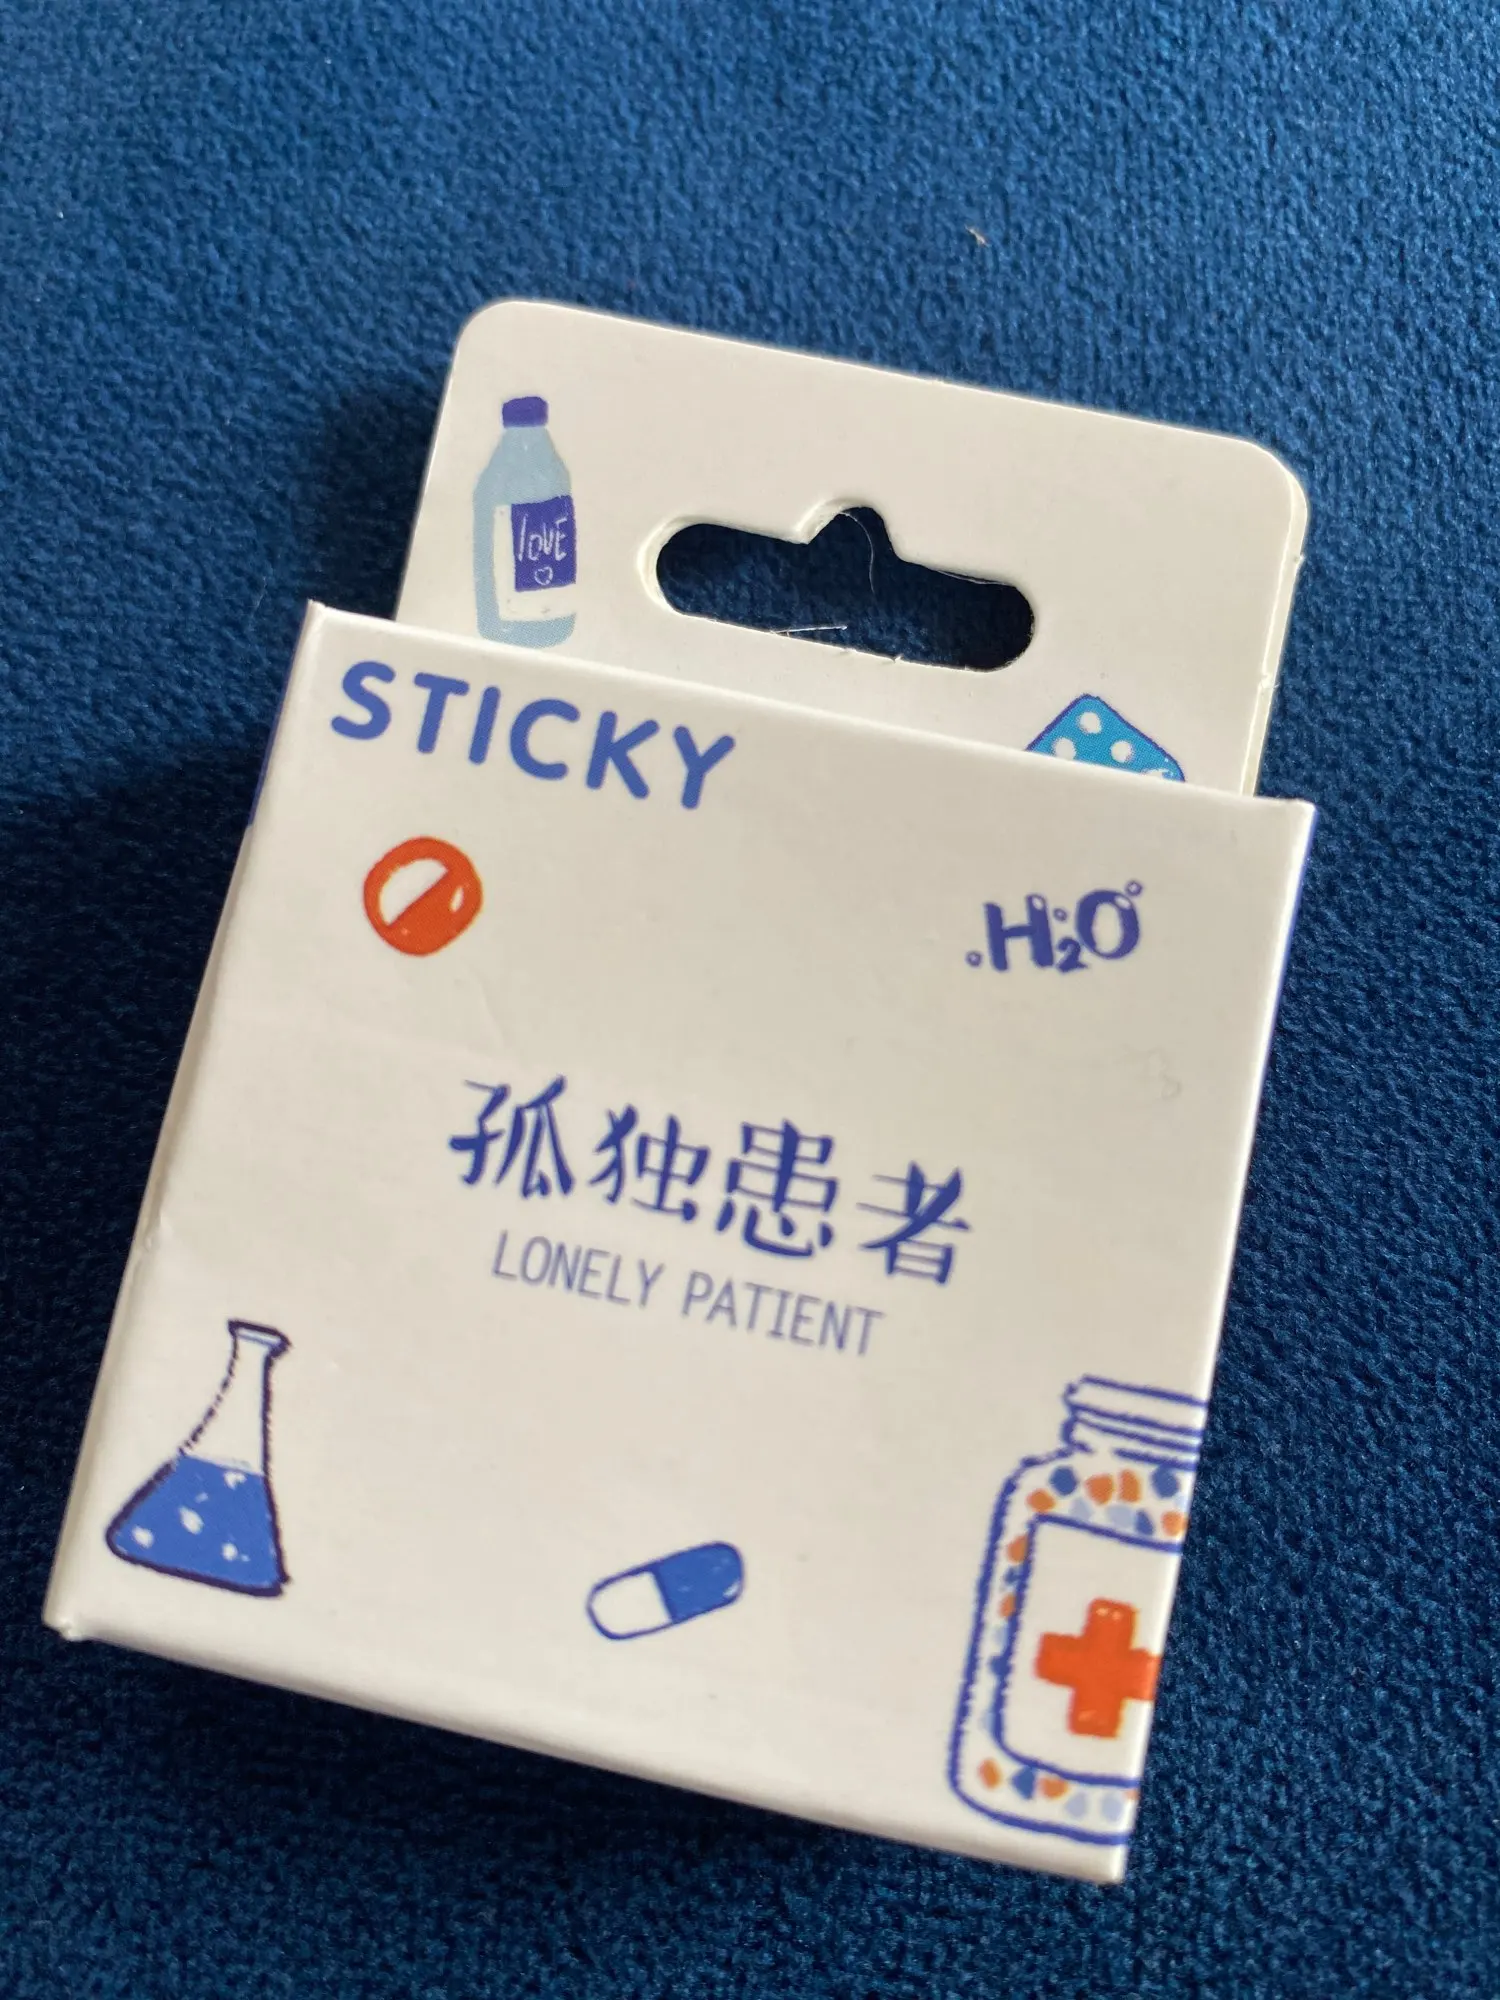 LOVE
STICKY
H₂O
孤独患者
LONELY PATIENT